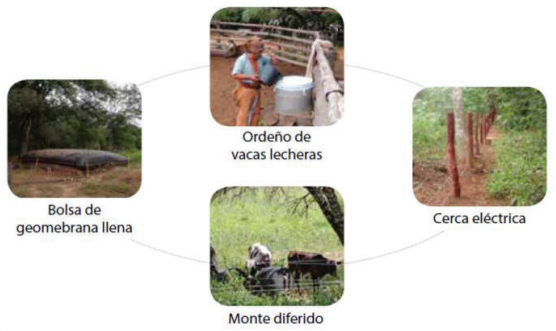 Ordeño de
vacas lecheras
Bolsa de
geomebrana llena
Cerca eléctrica
Monte diferido